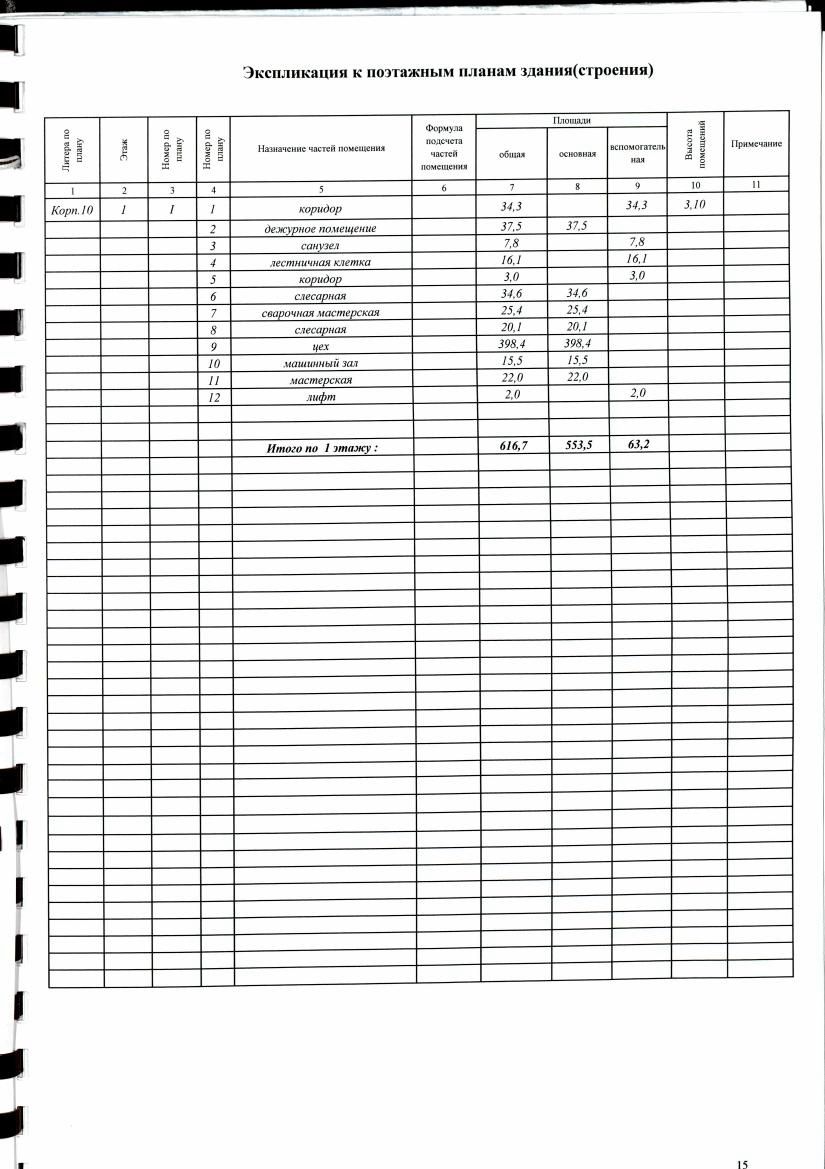 Экспликация к поэтажным планам здания(строения)
Литера по плану | Этаж | Номер по плану | Номер по плану | Назначение частей помещения | Формула подсчета частей помещения | Площади | Высота помещений | Примечание
общая | основная | вспомогатель ная
1 | 2 | 3 | 4 | 5 | 6 | 7 | 8 | 9 | 10 | 11
Корп.10 | 1 | I | 1 | коридор | 34,3 | 34,3 | 3,10
2 | дежурное помещение | 37,5 | 37,5
3 | санузел | 7,8 | 7,8
4 | лестничная клетка | 16,1 | 16,1
5 | коридор | 3,0 | 3,0
6 | слесарная | 34,6 | 34,6
7 | сварочная мастерская | 25,4 | 25,4
8 | слесарная | 20,1 | 20,1
9 | цех | 398,4 | 398,4
10 | машинный зал | 15,5 | 15,5
11 | мастерская | 22,0 | 22,0
12 | лифт | 2,0 | 2,0
Итого по 1 этажу : | 616,7 | 553,5 | 63,2
15